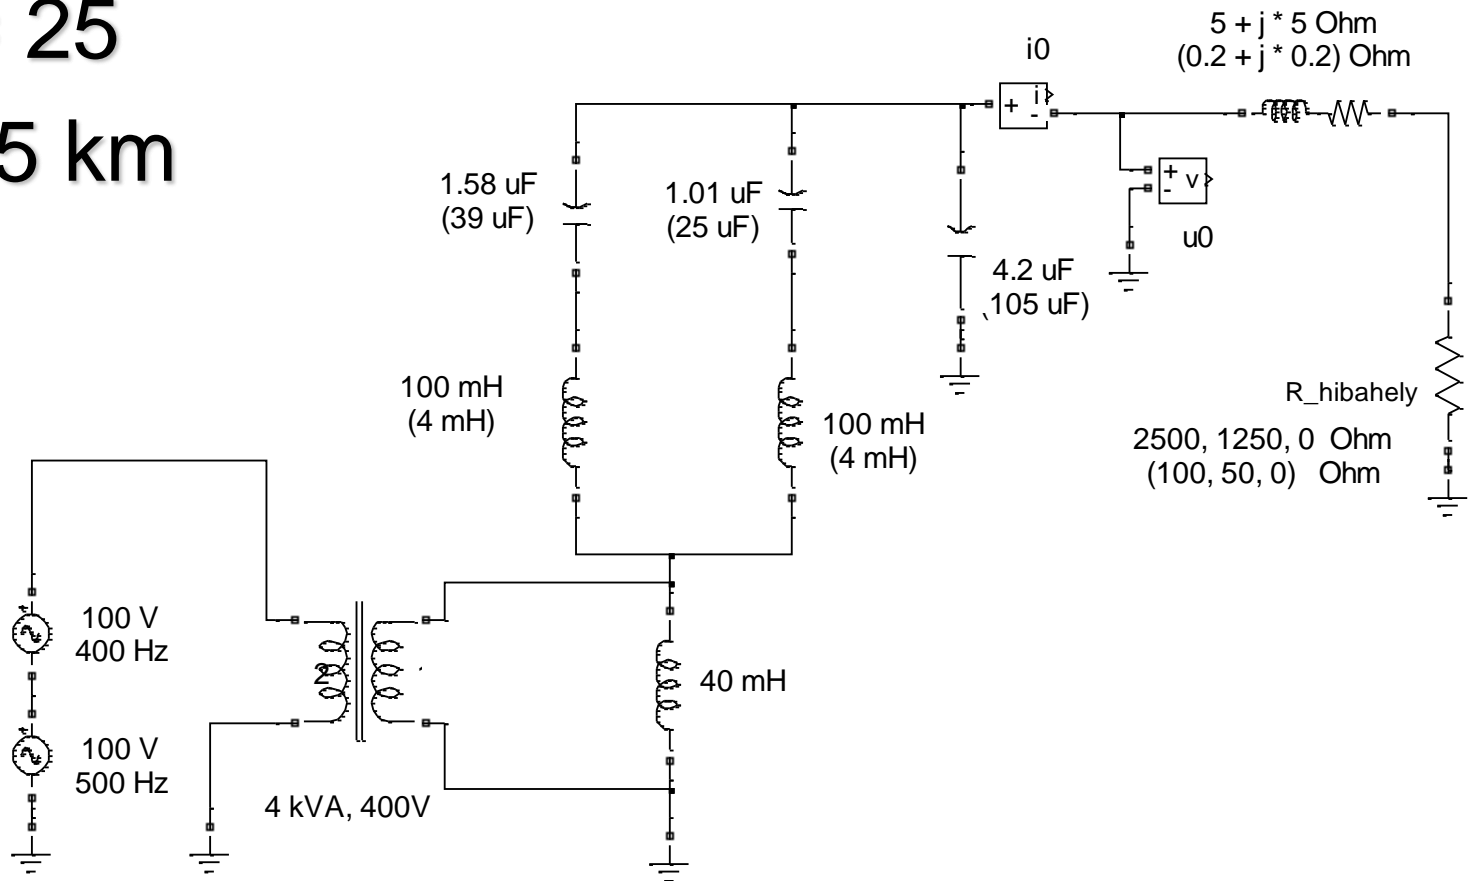 25
5 km
5 + j * 5 Ohm
(0.2 + j * 0.2) Ohm
i0
+ i
-
1.58 uF
(39 uF)
1.01 uF
(25 uF)
+ v
-
u0
4.2 uF
105 uF)
100 mH
(4 mH)
100 mH
(4 mH)
R_hibahely
2500, 1250, 0 Ohm
(100, 50, 0) Ohm
100 V
400 Hz
2
40 mH
100 V
500 Hz
4 kVA, 400V